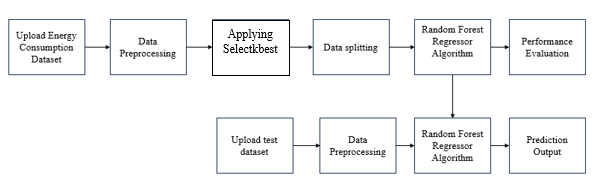 Upload Energy
Consumption
Dataset
Data
Preprocessing
Applying
Selectkbest
Data splitting
Random Forest
Regressor
Algorithm
Performance
Evaluation
Upload test
dataset
Data
Preprocessing
Random Forest
Regressor
Algorithm
Prediction
Output